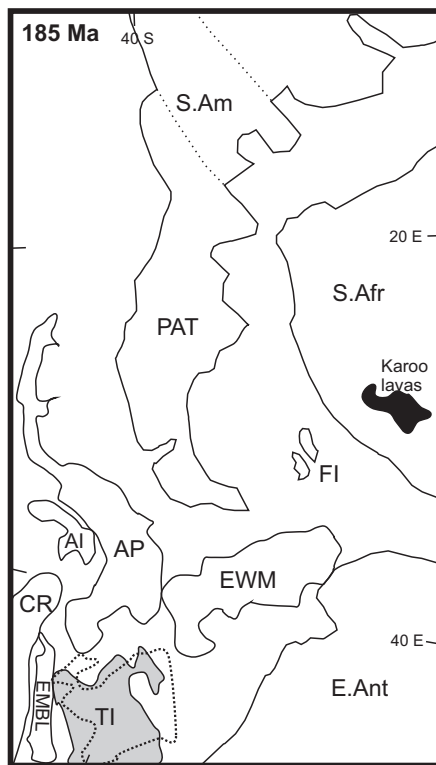 185 Ma
40 S
S.Am
20 E
S.Afr
PAT
Karoo
lavas
FI
AI
AP
EWM
CR
40 E
EMBL
E.Ant
TI